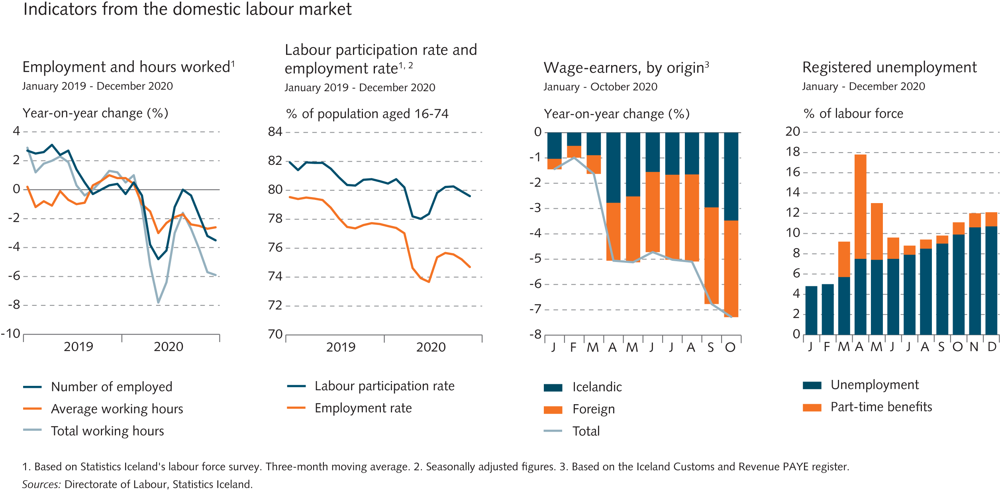 Indicators from the domestic labour market
Employment and hours worked1
January 2019 - December 2020
Year-on-year change (%)
4
2
0
-2
-4
-6
-8
-10
2019 2020
Number of employed
Average working hours
Total working hours
Labour participation rate and
employment rate1, 2
January 2019 - December 2020
% of population aged 16-74
84
82
80
78
76
74
72
70
2019 2020
Labour participation rate
Employment rate
Wage-earners, by origin3
January - October 2020
Year-on-year change (%)
0
-1
-2
-3
-4
-5
-6
-7
-8
J F M A M J J A S O
Icelandic
Foreign
Total
Registered unemployment
January - December 2020
% of labour force
20
18
16
14
12
10
8
6
4
2
0
J F M A M J J A S O N D
Unemployment
Part-time benefits
1. Based on Statistics Iceland's labour force survey. Three-month moving average. 2. Seasonally adjusted figures. 3. Based on the Iceland Customs and Revenue PAYE register.
Sources: Directorate of Labour, Statistics Iceland.